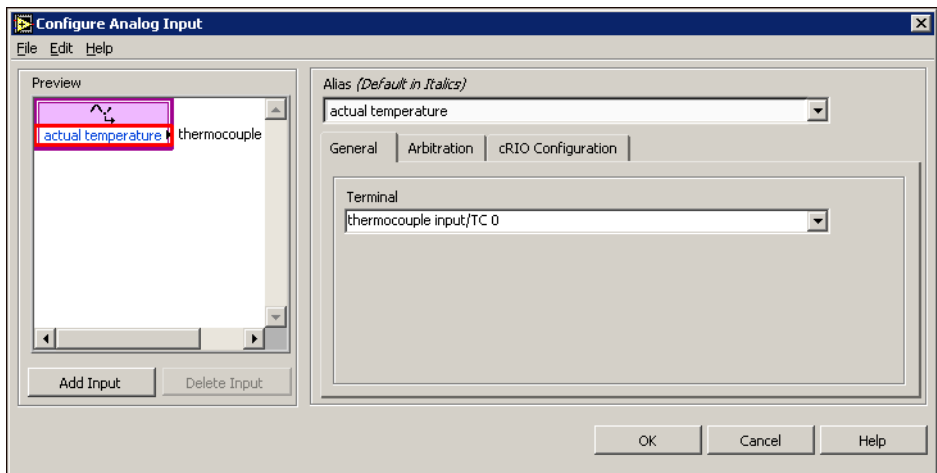 Configure Analog Input
File Edit Help
Preview
actual temperature thermocouple
Add Input Delete Input
Alias (Default in Italics)
actual temperature
General Arbitration cRIO Configuration
Terminal
thermocouple input/TC 0
OK Cancel Help